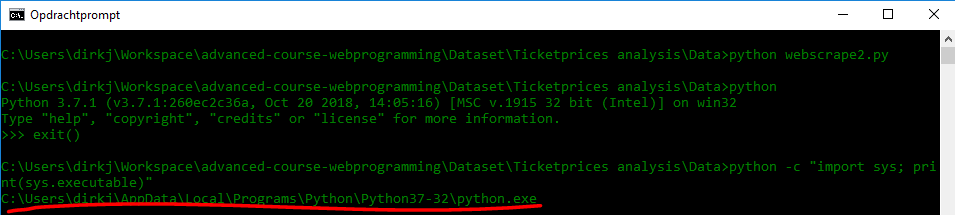 Opdrachtprompt
C:\Users\dirkj\Workspace\advanced-course-webprogramming\Dataset\Ticketprices analysis\Data>python webscrape2.py
C:\Users\dirkj\Workspace\advanced-course-webprogramming\Dataset\Ticketprices analysis\Data>python
Python 3.7.1 (v3.7.1:260ec2c36a, Oct 20 2018, 14:05:16) [MSC v.1915 32 bit (Intel)] on win32
Type "help", "copyright", "credits" or "license" for more information.
>>> exit()
C:\Users\dirkj\Workspace\advanced-course-webprogramming\Dataset\Ticketprices analysis\Data>python -c "import sys; pri
nt(sys.executable)"
C:\Users\dirkj\AppData\Local\Programs\Python\Python37-32\python.exe